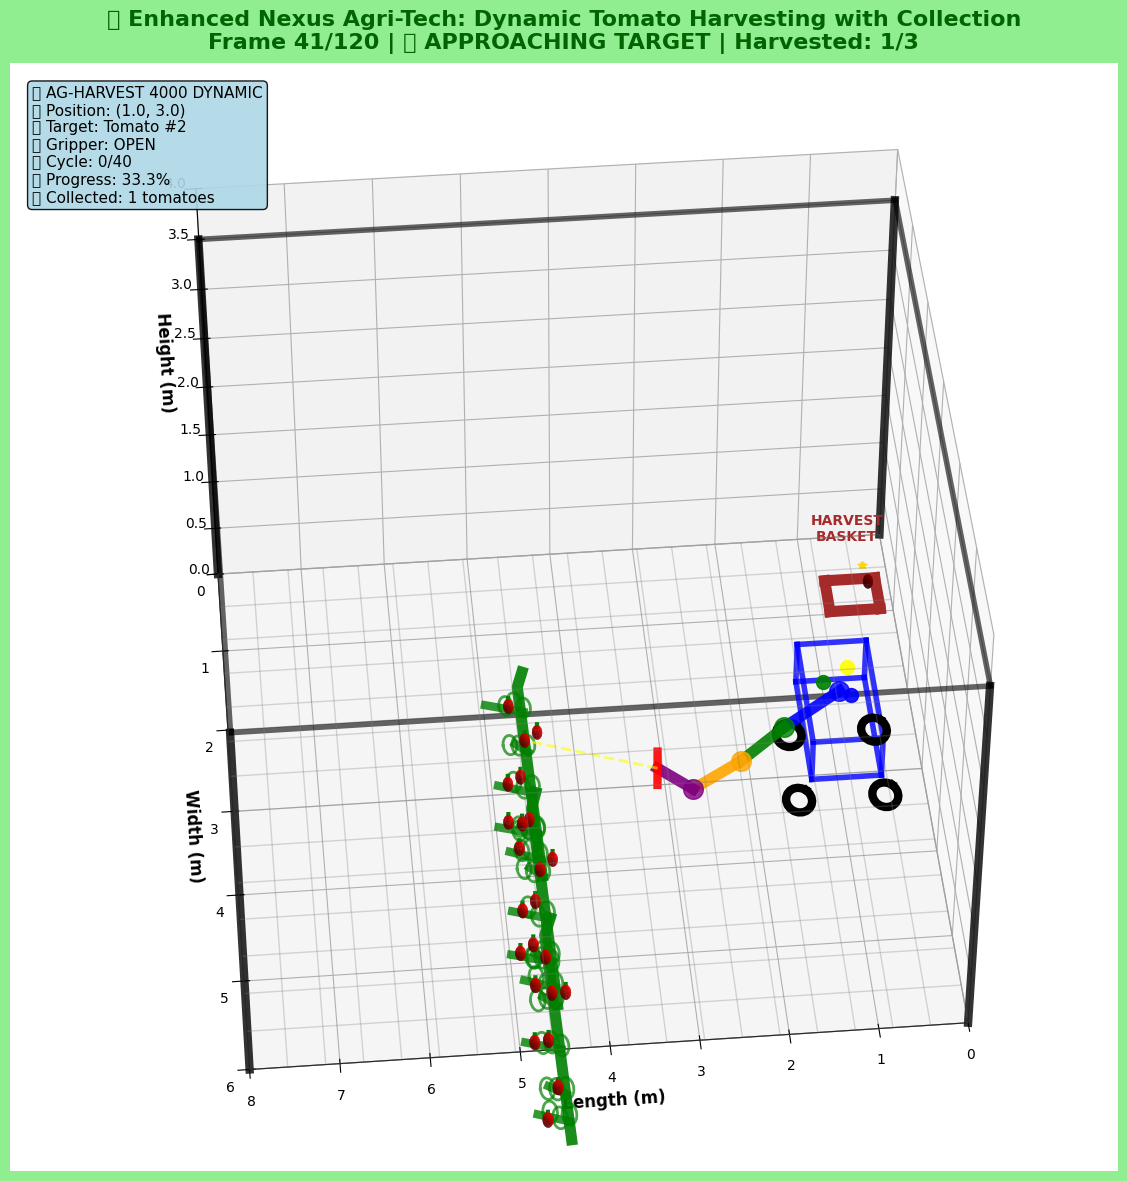 ▯ Enhanced Nexus Agri-Tech: Dynamic Tomato Harvesting with Collection
Frame 41/120 | ▯ APPROACHING TARGET | Harvested: 1/3
▯ AG-HARVEST 4000 DYNAMIC
▯ Position: (1.0, 3.0)
▯ Target: Tomato #2
▯ Gripper: OPEN
▯ Cycle: 0/40
▯ Progress: 33.3%
▯ Collected: 1 tomatoes
4.0
3.5
3.0
2.5
2.0
1.5
1.0
0.5
0.0
Height (m)
HARVEST
BASKET
0
1
2
3
4
5
6
Width (m)
8
7
6
5
4
3
2
1
0
ength (m)